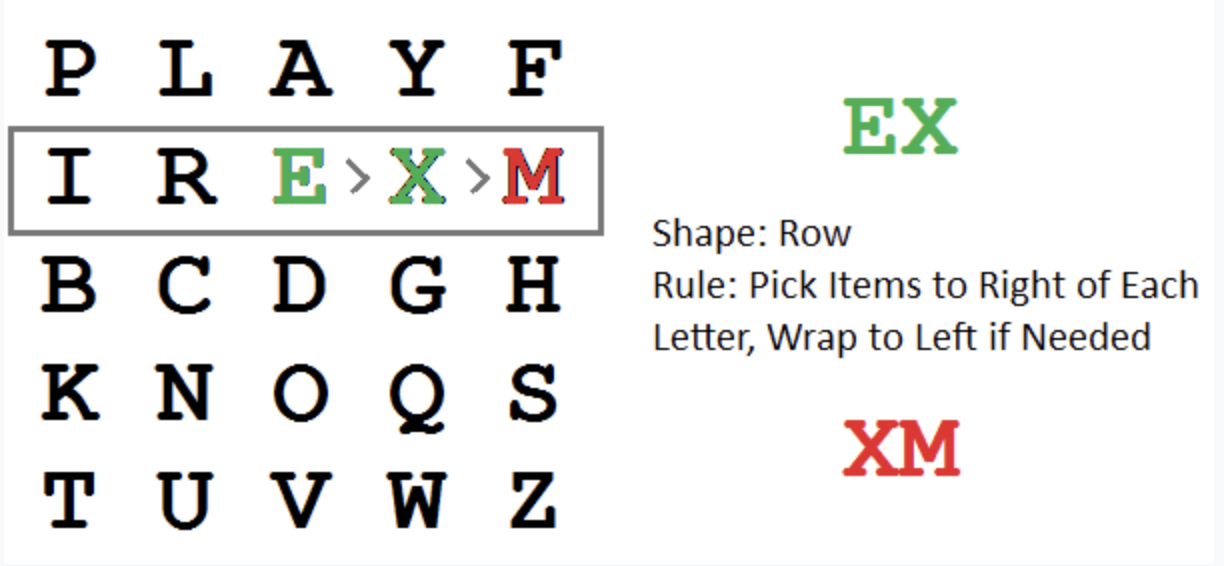 P L A Y F
I R E > X > M
B C D G H
K N O Q S
T U V W Z
EX
Shape: Row
Rule: Pick Items to Right of Each
Letter, Wrap to Left if Needed
XM